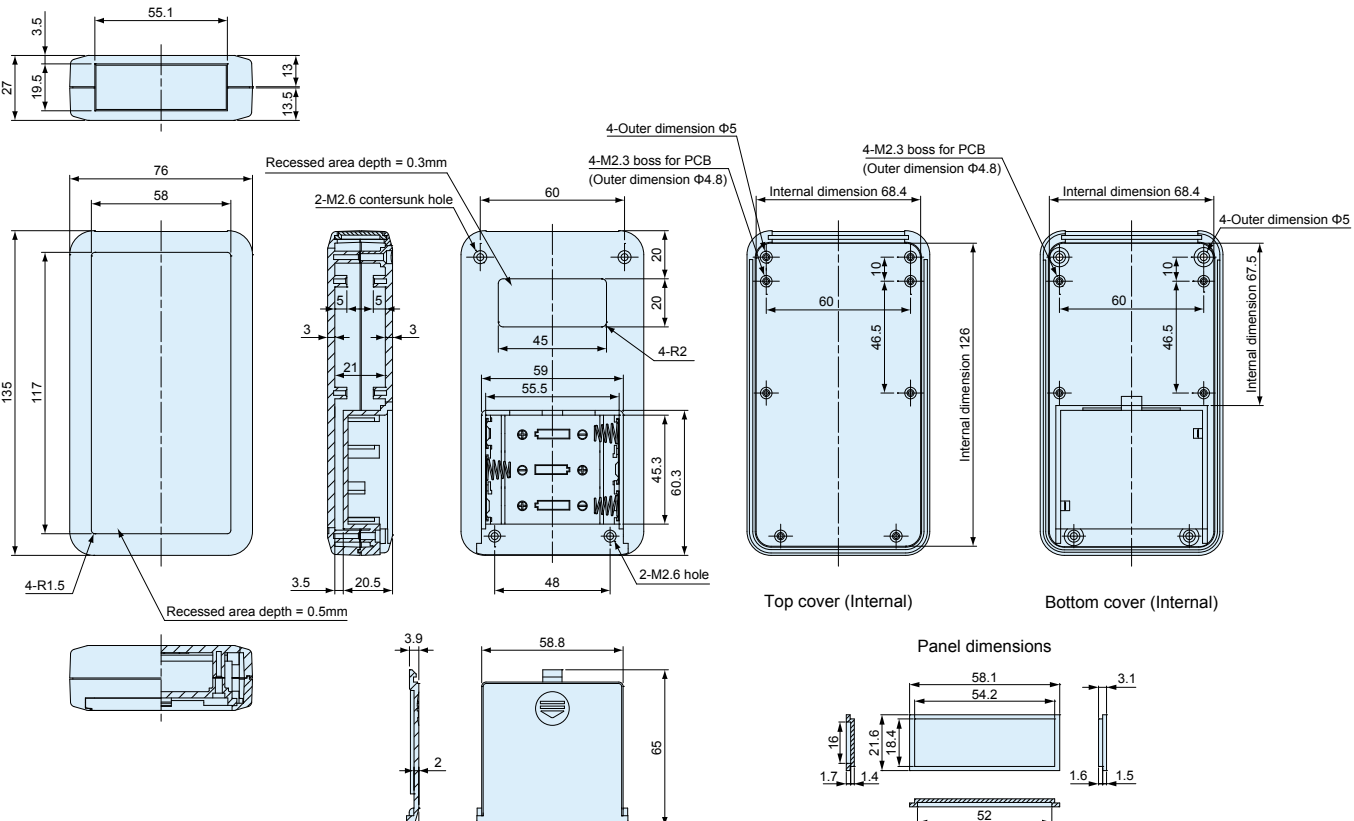 55.1
3.5
27
19.5
13
13.5
76
58
135
117
4-R1.5
Recessed area depth = 0.5mm
Recessed area depth = 0.3mm
2-M2.6 contersunk hole
5
5
3
3
21
3.5
20.5
60
20
20
45
4-R2
59
55.5
45.3
60.3
48
2-M2.6 hole
4-Outer dimension Φ5
4-M2.3 boss for PCB
(Outer dimension Φ4.8)
Internal dimension 68.4
10
60
46.5
Internal dimension 126
Top cover (Internal)
4-M2.3 boss for PCB
(Outer dimension Φ4.8)
Internal dimension 68.4
4-Outer dimension Φ5
10
60
46.5
Internal dimension 67.5
Bottom cover (Internal)
3.9
2
58.8
65
Panel dimensions
58.1
54.2
3.1
16
21.6
18.4
1.7
1.4
1.6
1.5
52